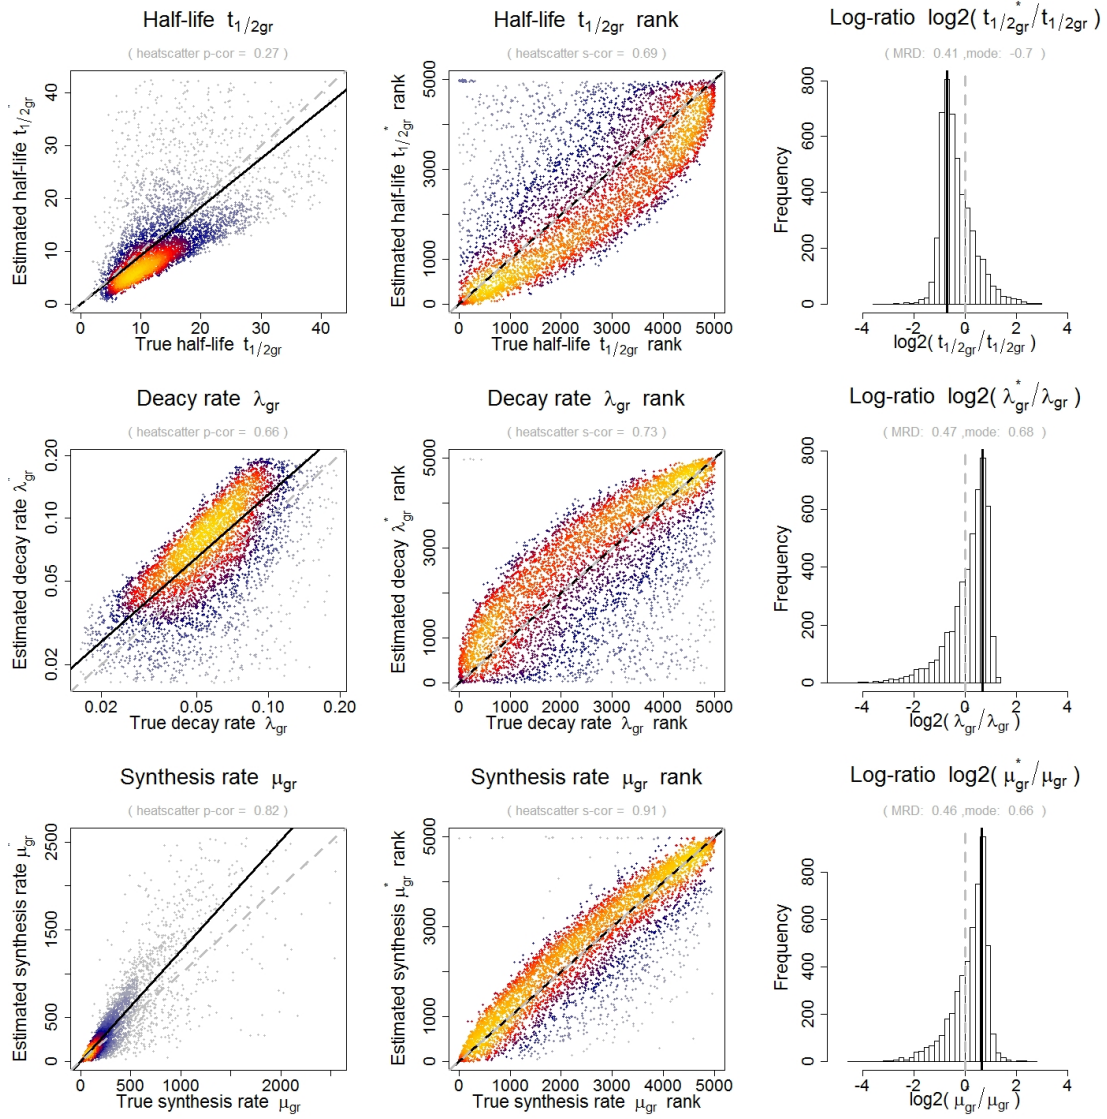 Half-life t1/2gr
( heatscatter p-cor = 0.27 )
Estimated half-life t1/2gr*
0 10 20 30 40
0 10 20 30 40
True half-life t1/2gr
Half-life t1/2gr rank
( heatscatter s-cor = 0.69 )
Estimated half-life t1/2gr* rank
0 1000 3000 5000
0 1000 2000 3000 4000 5000
True half-life t1/2gr rank
Log-ratio log2( t1/2gr*/t1/2gr )
( MRD: 0.41 ,mode: -0.7 )
Frequency
0 200 400 600 800
-4 -2 0 2 4
log2( t1/2gr/t1/2gr )
Deacy rate λgr
( heatscatter p-cor = 0.66 )
Estimated decay rate λgr*
0.02 0.05 0.10 0.20
0.02 0.05 0.10 0.20
True decay rate λgr
Decay rate λgr rank
( heatscatter s-cor = 0.73 )
Estimated decay λgr* rank
0 1000 3000 5000
0 1000 2000 3000 4000 5000
True decay rate λgr rank
Log-ratio log2( λgr*/λgr )
( MRD: 0.47 ,mode: 0.68 )
Frequency
0 200 400 600 800
-4 -2 0 2 4
log2( λgr/λgr )
Synthesis rate μgr
( heatscatter p-cor = 0.82 )
Estimated synthesis rate μgr*
0 500 1500 2500
0 500 1000 2000
True synthesis rate μgr
Synthesis rate μgr rank
( heatscatter s-cor = 0.91 )
Estimated synthesis μgr* rank
0 1000 3000 5000
0 1000 2000 3000 4000 5000
True synthesis rate μgr rank
Log-ratio log2( μgr*/μgr )
( MRD: 0.46 ,mode: 0.66 )
Frequency
0 200 400 600 800
-4 -2 0 2 4
log2( μgr/μgr )